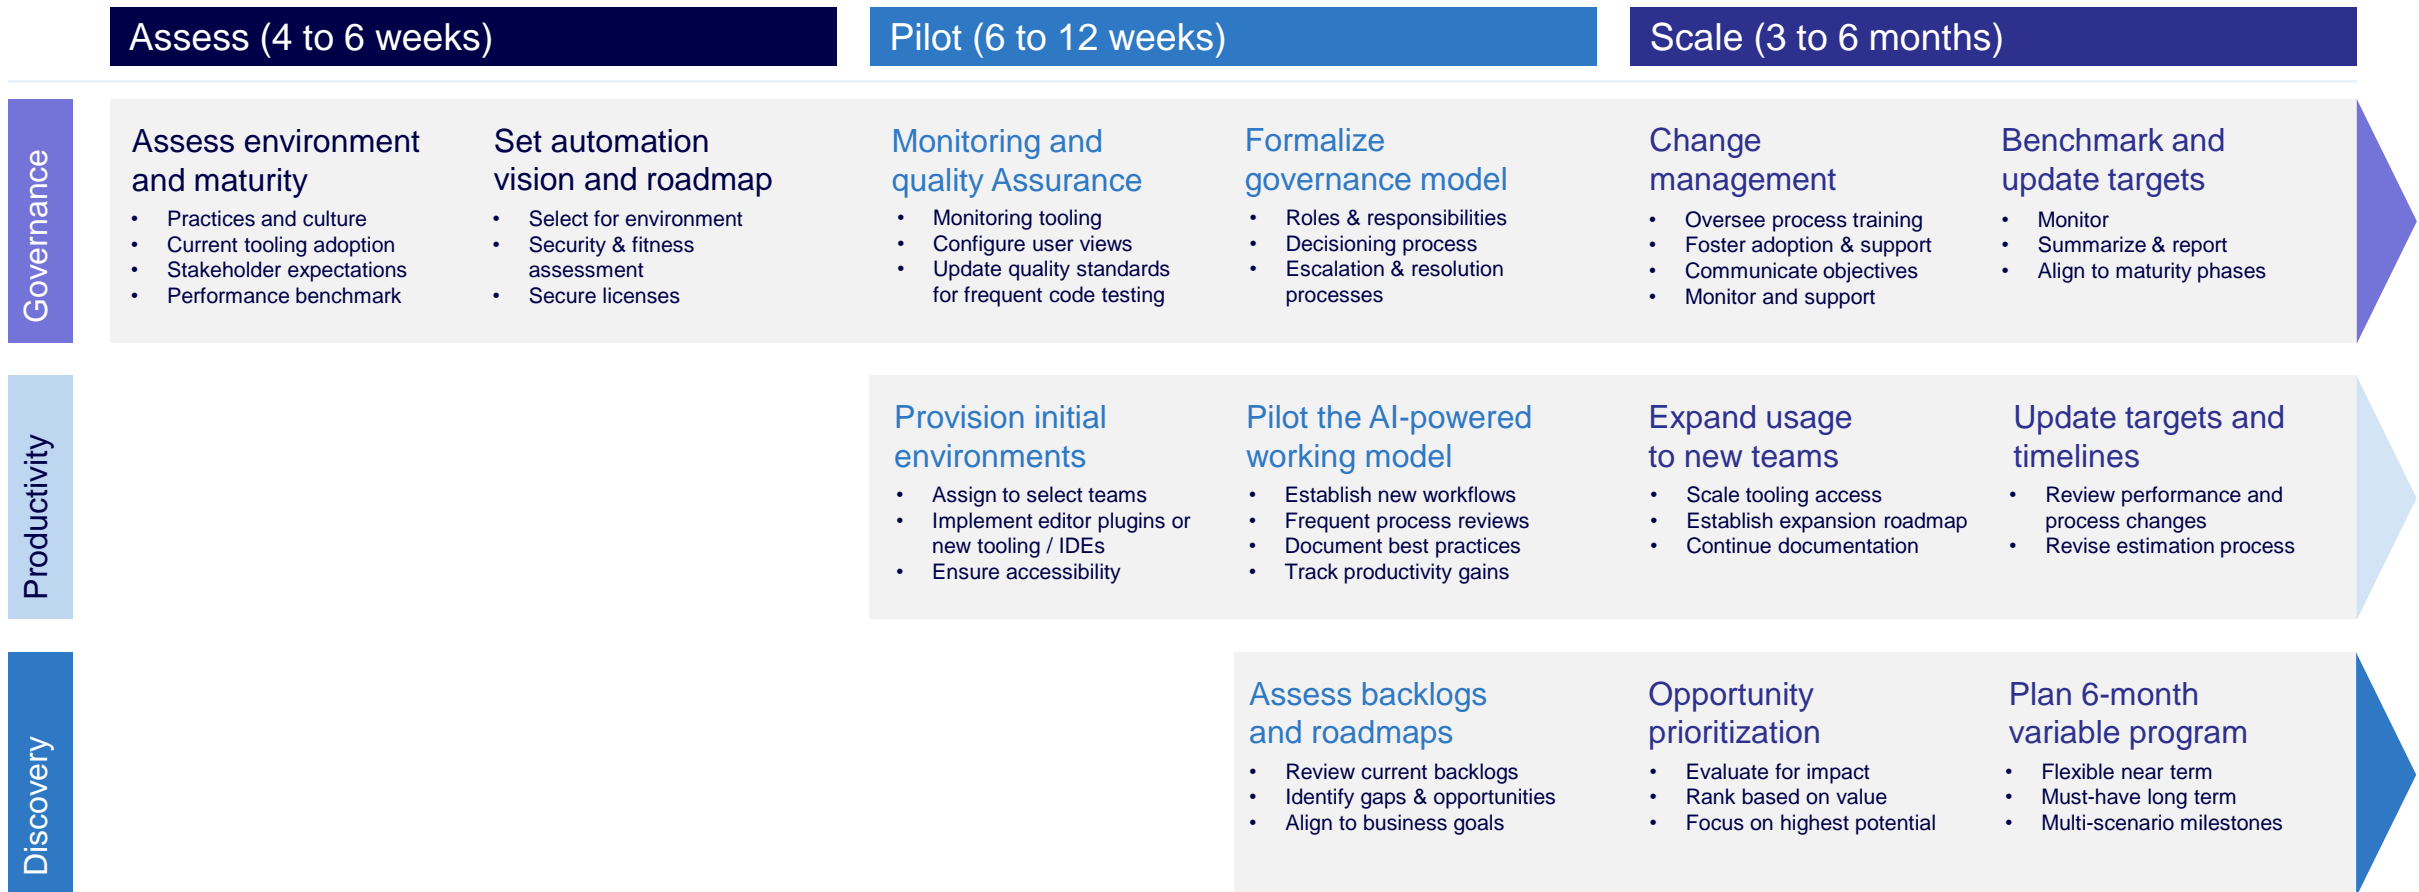 Assess (4 to 6 weeks)
Pilot (6 to 12 weeks)
Scale (3 to 6 months)
Governance
Assess environment
and maturity
• Practices and culture
• Current tooling adoption
• Stakeholder expectations
• Performance benchmark
Set automation
vision and roadmap
• Select for environment
• Security & fitness
assessment
• Secure licenses
Monitoring and
quality Assurance
• Monitoring tooling
• Configure user views
• Update quality standards
for frequent code testing
Formalize
governance model
• Roles & responsibilities
• Decisioning process
• Escalation & resolution
processes
Change
management
• Oversee process training
• Foster adoption & support
• Communicate objectives
• Monitor and support
Benchmark and
update targets
• Monitor
• Summarize & report
• Align to maturity phases
Productivity
Provision initial
environments
• Assign to select teams
• Implement editor plugins or
new tooling / IDEs
• Ensure accessibility
Pilot the AI-powered
working model
• Establish new workflows
• Frequent process reviews
• Document best practices
• Track productivity gains
Expand usage
to new teams
• Scale tooling access
• Establish expansion roadmap
• Continue documentation
Update targets and
timelines
• Review performance and
process changes
• Revise estimation process
Discovery
Assess backlogs
and roadmaps
• Review current backlogs
• Identify gaps & opportunities
• Align to business goals
Opportunity
prioritization
• Evaluate for impact
• Rank based on value
• Focus on highest potential
Plan 6-month
variable program
• Flexible near term
• Must-have long term
• Multi-scenario milestones